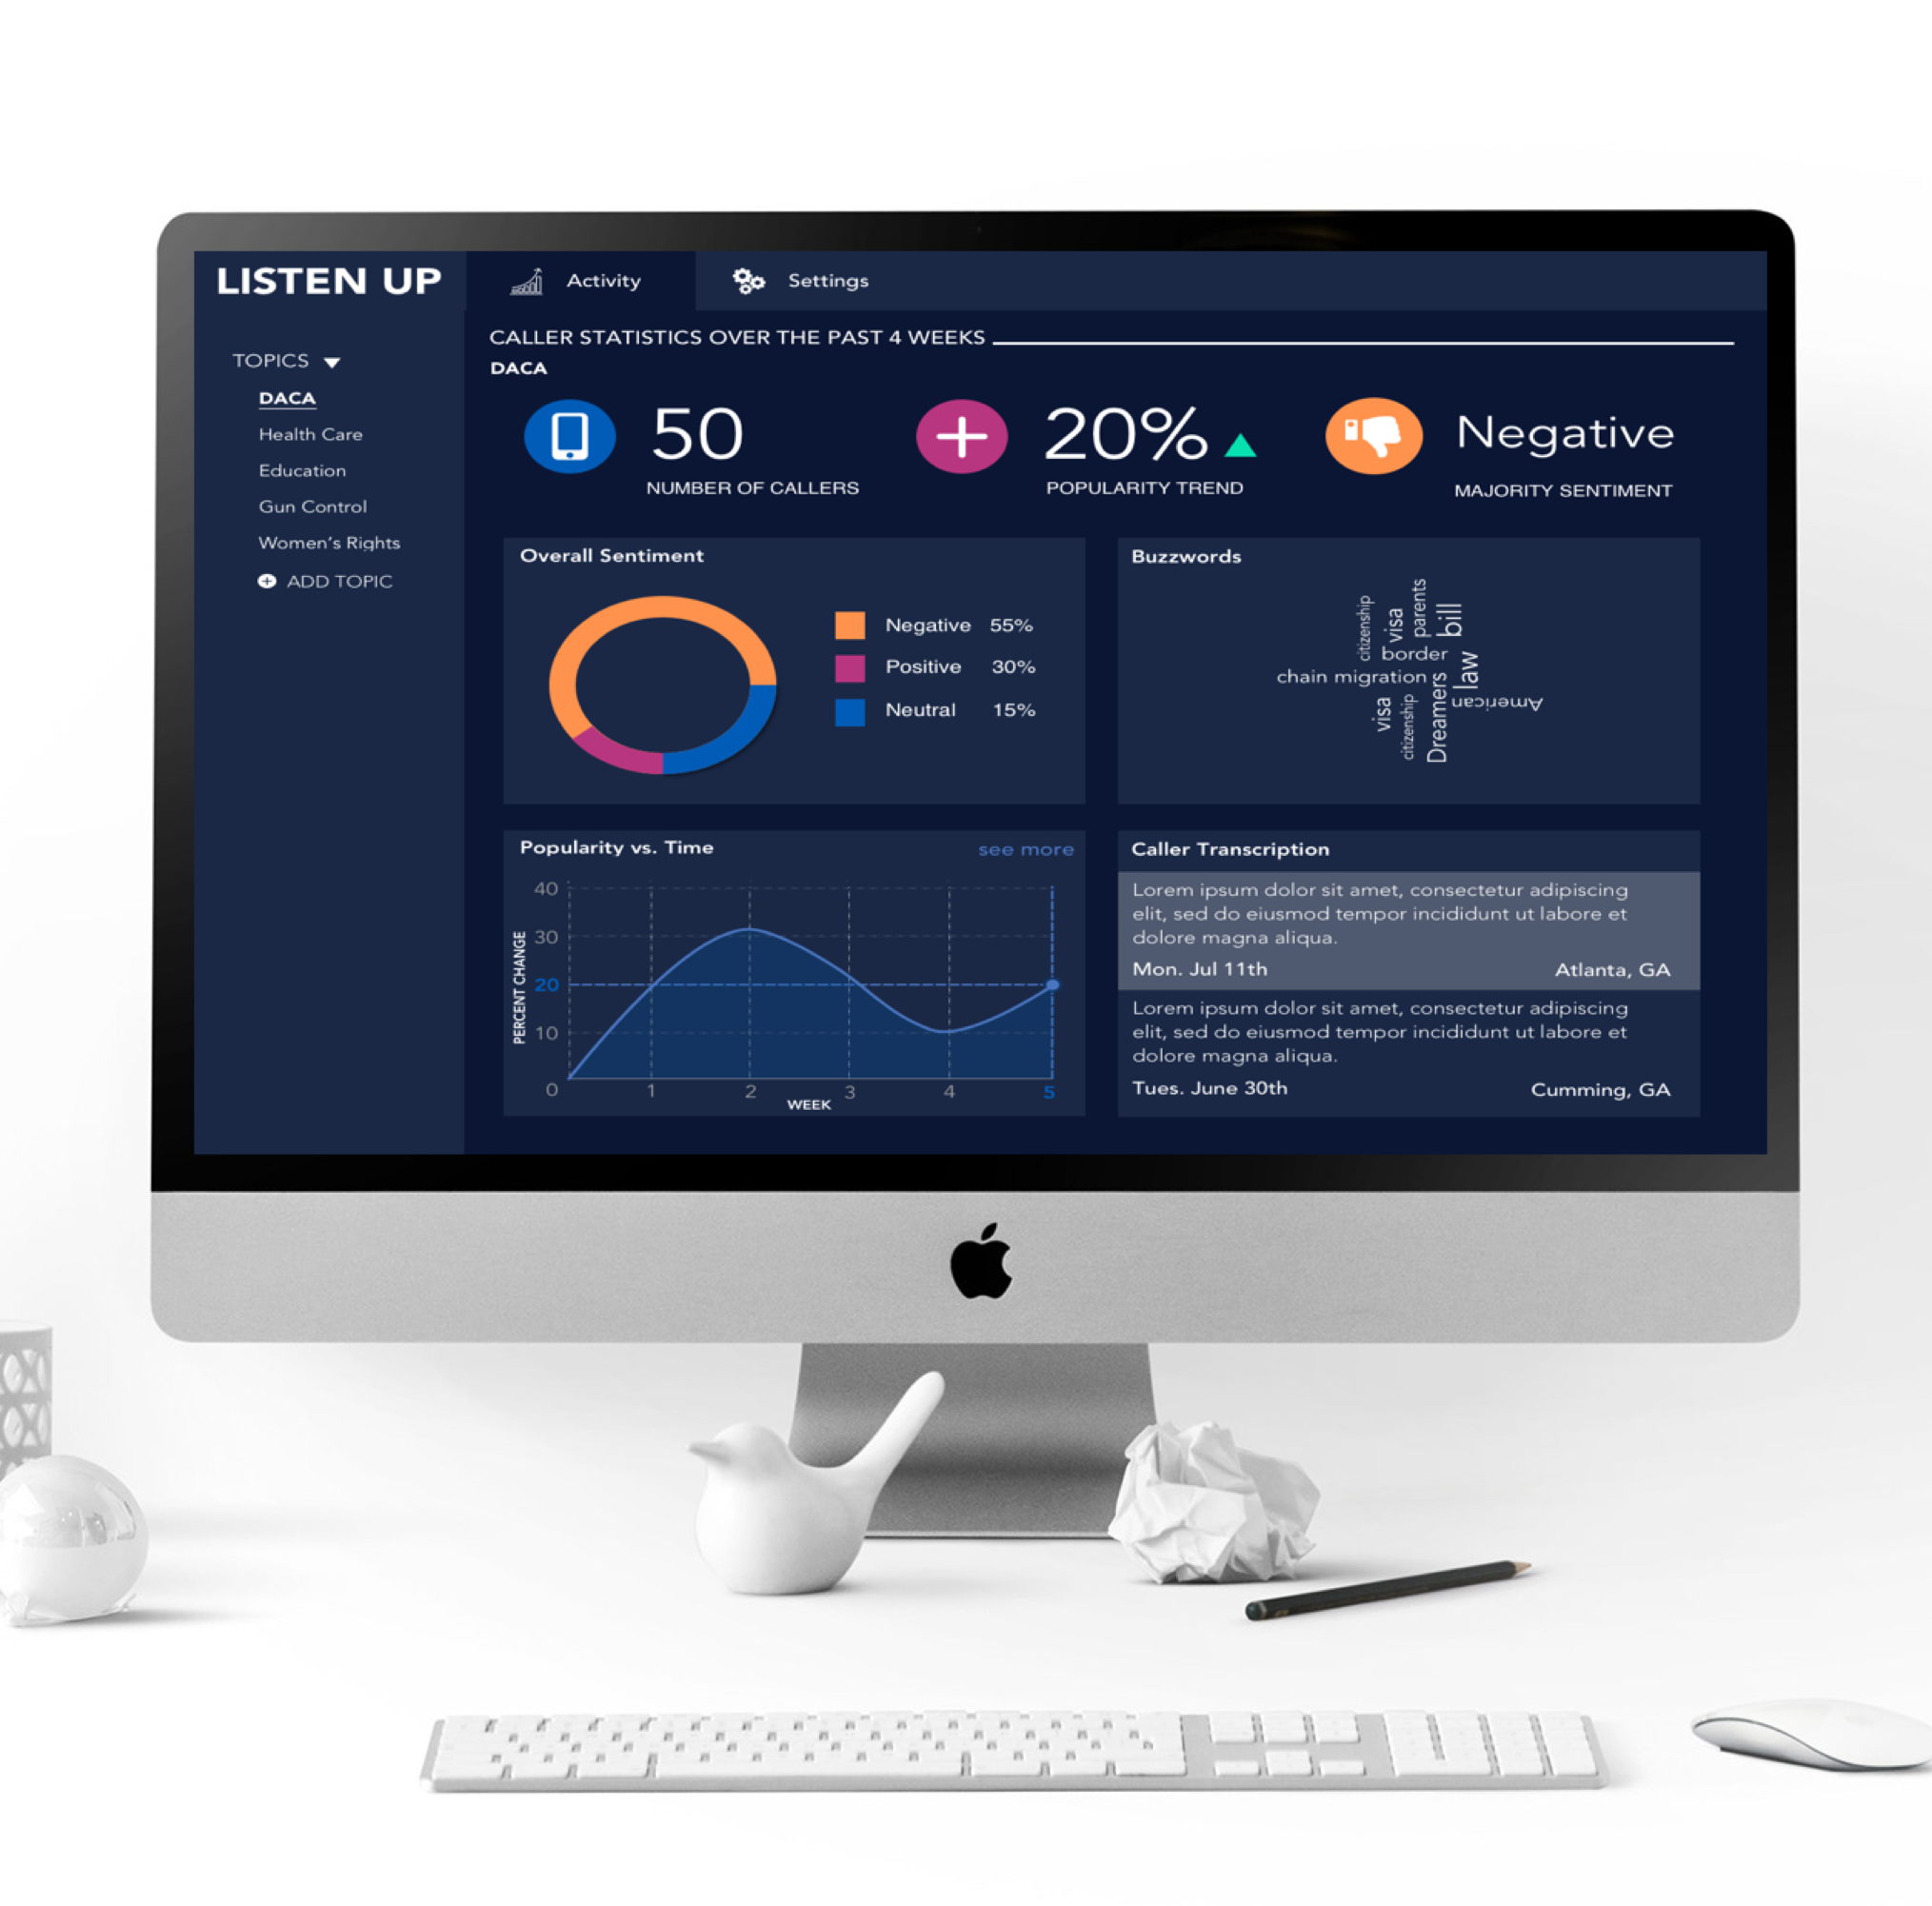 LISTEN UP
Activity
Settings
TOPICS
DACA
Health Care
Education
Gun Control
Women's Rights
ADD TOPIC
CALLER STATISTICS OVER THE PAST 4 WEEKS
DACA
50
NUMBER OF CALLERS
20%
POPULARITY TREND
Negative
MAJORITY SENTIMENT
Overall Sentiment
Negative 55%
Positive 30%
Neutral 15%
Buzzwords
citizenship
visa
parents
bill
border
chain migration
law
American
visa
citizenship
Dreamers
Popularity vs. Time
see more
PERCENT CHANGE
40
30
20
10
0
1
2
3
4
5
WEEK
Caller Transcription
Lorem ipsum dolor sit amet, consectetur adipiscing
elit, sed do eiusmod tempor incididunt ut labore et
dolore magna aliqua.
Mon. Jul 11th
Atlanta, GA
Lorem ipsum dolor sit amet, consectetur adipiscing
elit, sed do eiusmod tempor incididunt ut labore et
dolore magna aliqua.
Tues. June 30th
Cumming, GA